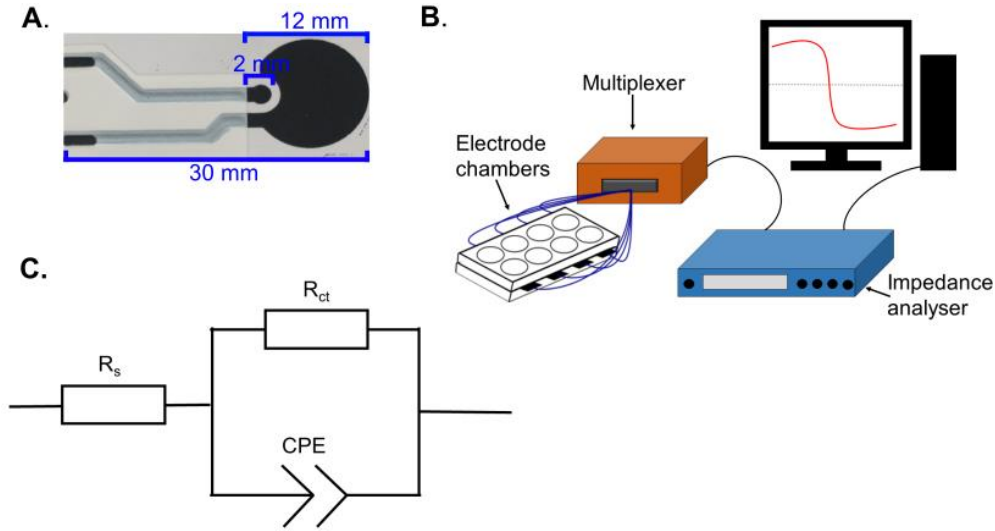 A.
12 mm
2 mm
30 mm
B.
Multiplexer
Electrode
chambers
Impedance
analyser
C.
Rct
Rs
CPE